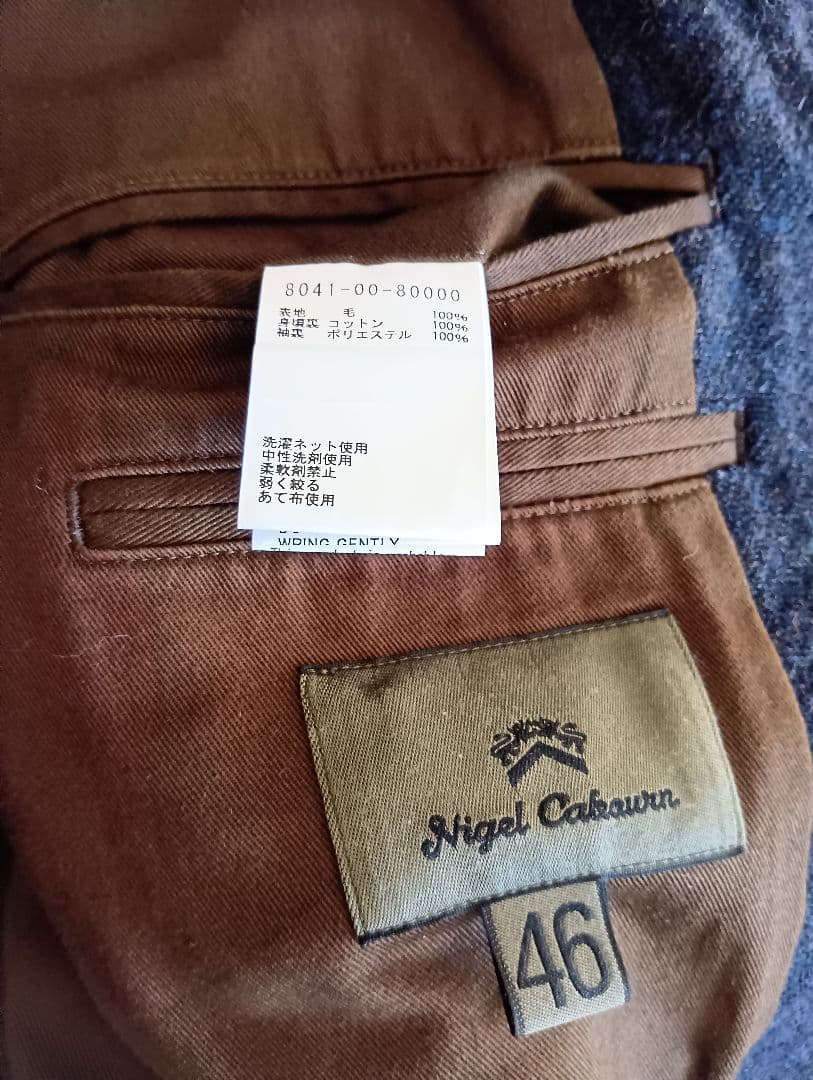 8041-00-80000
表地 毛 100%
身頃裏 コットン 100%
袖裏 ポリエステル 100%
洗濯ネット使用
中性洗剤使用
柔軟剤禁止
弱く絞る
あて布使用
WRING GENTLY
Nigel Cabourn
46